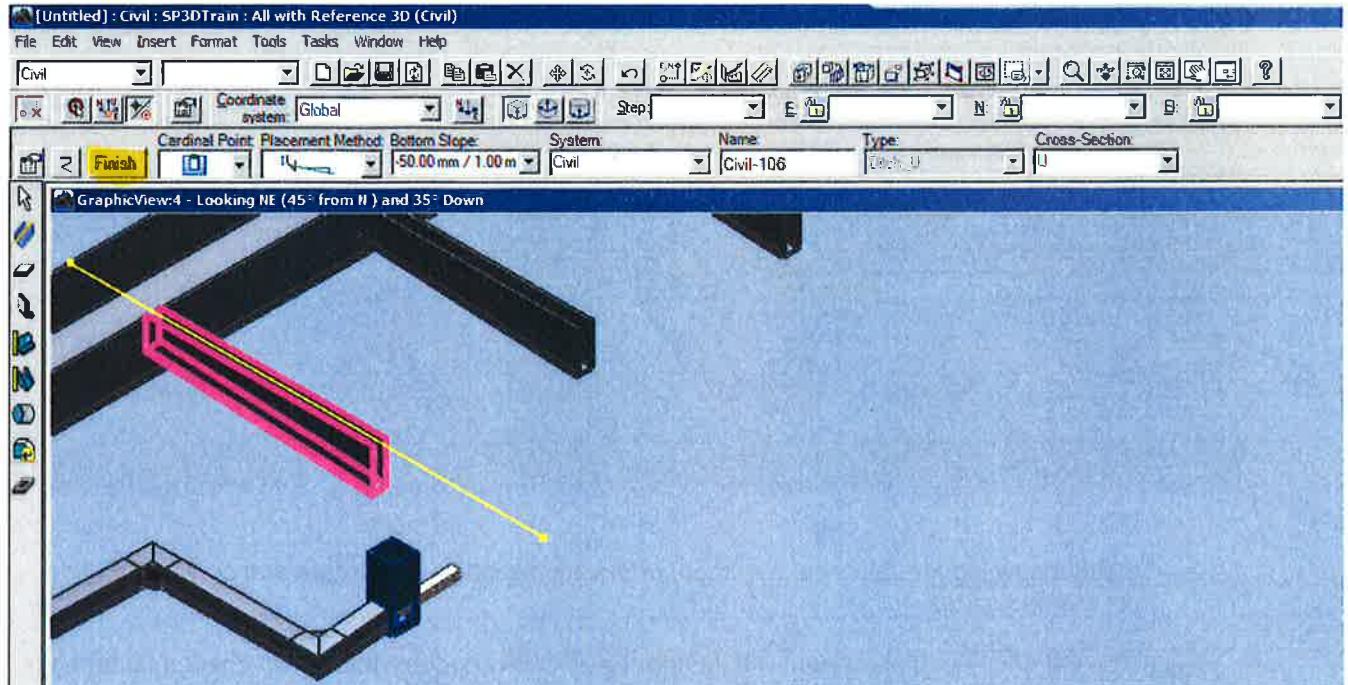 [Untitled] : Civil : SP3DTrain : All with Reference 3D (Civil)
File Edit View Insert Format Tools Tasks Window Help
Civil
Coordinate system: Global Step: E: N:
Cardinal Point: Placement Method: Bottom Slope: System: Name: Type: Cross-Section:
Finish -50.00 mm / 1.00 m Civil Civil-106 U
GraphicView:4 - Looking NE (45° from N ) and 35° Down